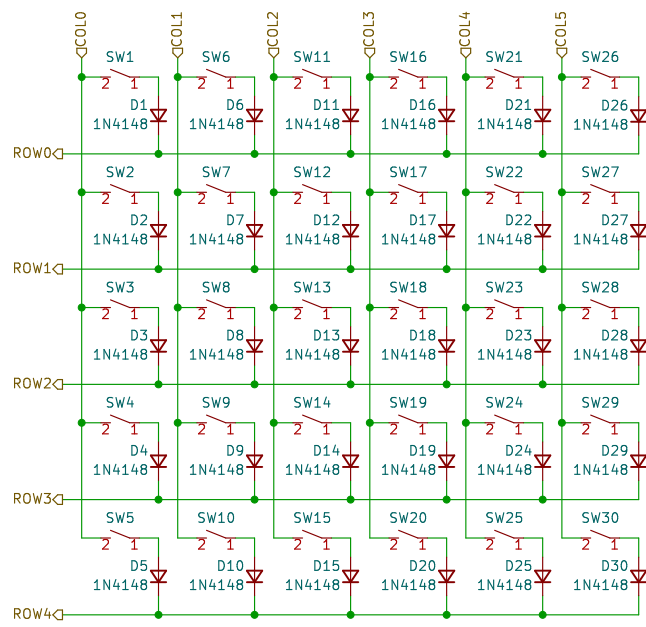 COL0 COL1 COL2 COL3 COL4 COL5
SW1 SW6 SW11 SW16 SW21 SW26
2 1 2 1 2 1 2 1 2 1 2 1
D1 D6 D11 D16 D21 D26
1N4148 1N4148 1N4148 1N4148 1N4148 1N4148
ROW0
SW2 SW7 SW12 SW17 SW22 SW27
2 1 2 1 2 1 2 1 2 1 2 1
D2 D7 D12 D17 D22 D27
1N4148 1N4148 1N4148 1N4148 1N4148 1N4148
ROW1
SW3 SW8 SW13 SW18 SW23 SW28
2 1 2 1 2 1 2 1 2 1 2 1
D3 D8 D13 D18 D23 D28
1N4148 1N4148 1N4148 1N4148 1N4148 1N4148
ROW2
SW4 SW9 SW14 SW19 SW24 SW29
2 1 2 1 2 1 2 1 2 1 2 1
D4 D9 D14 D19 D24 D29
1N4148 1N4148 1N4148 1N4148 1N4148 1N4148
ROW3
SW5 SW10 SW15 SW20 SW25 SW30
2 1 2 1 2 1 2 1 2 1 2 1
D5 D10 D15 D20 D25 D30
1N4148 1N4148 1N4148 1N4148 1N4148 1N4148
ROW4